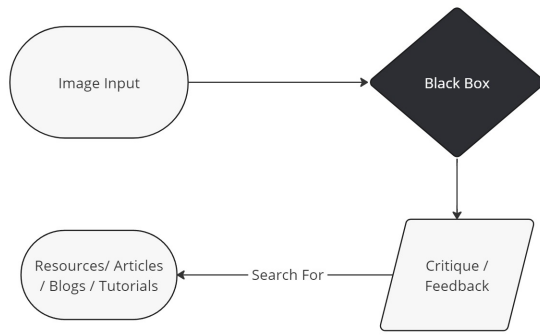 Image Input
Black Box
Resources/ Articles
/ Blogs / Tutorials
Search For
Critique /
Feedback